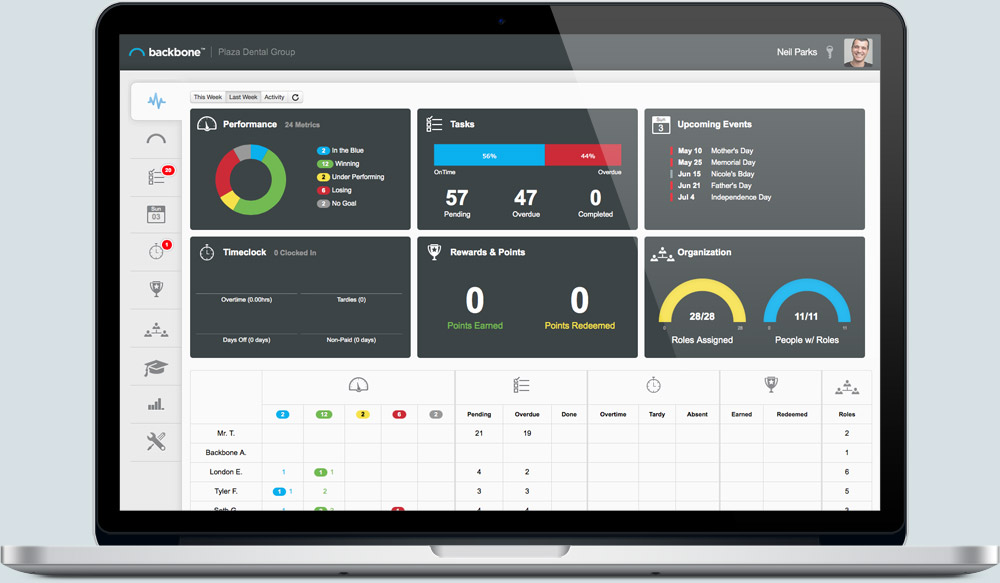 backbone™ Plaza Dental Group Neil Parks
This Week Last Week Activity
Performance 24 Metrics
2 In the Blue
12 Winning
2 Under Performing
6 Losing
2 No Goal
Tasks
56% 44%
OnTime Overdue
57 47 0
Pending Overdue Completed
Sun
3
Upcoming Events
May 10 Mother's Day
May 25 Memorial Day
Jun 15 Nicole's Bday
Jun 21 Father's Day
Jul 4 Independence Day
20
Sun
03
1
Timeclock 0 Clocked In
Overtime (0.00hrs) Tardies (0)
Days Off (0 days) Non-Paid (0 days)
Rewards & Points
0 0
Points Earned Points Redeemed
Organization
28/28 11/11
0 28 0 11
Roles Assigned People w/ Roles
2 12 2 6 2 Pending Overdue Done Overtime Tardy Absent Earned Redeemed Roles
Mr. T. 21 19 2
Backbone A. 1
London E. 1 1 1 4 2 6
Tyler F. 1 1 2 3 3 5